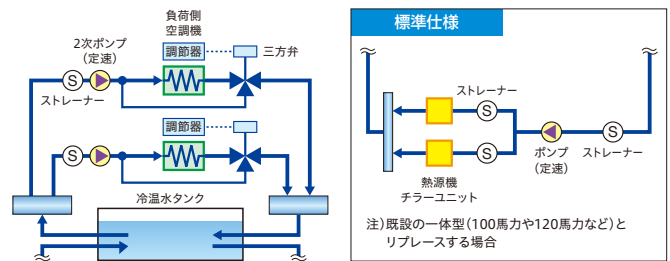 負荷側
空調機
2次ポンプ
(定速)
調節器
三方弁
S
ストレーナー
調節器
S
冷温水タンク
標準仕様
ストレーナー
S
S
S
熱源機
チラーユニット
ポンプ
(定速)
ストレーナー
注)既設の一体型(100馬力や120馬力など)と
リプレースする場合